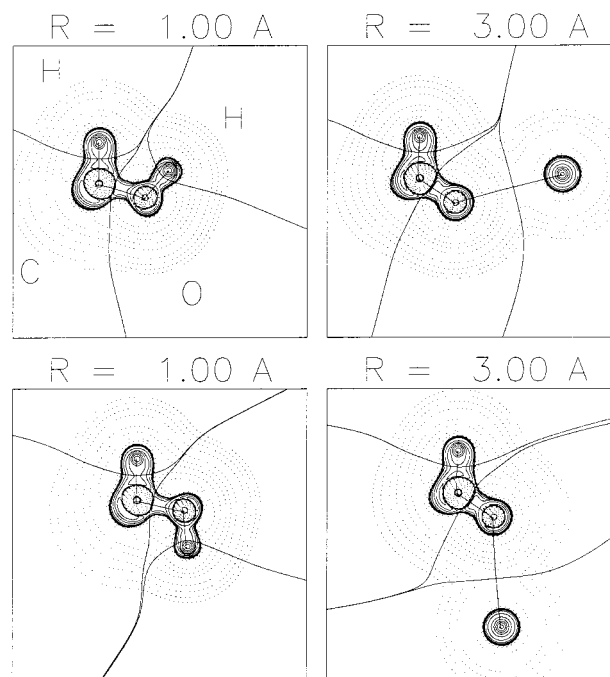 R = 1.00 A
R = 3.00 A
H
H
C
O
R = 1.00 A
R = 3.00 A